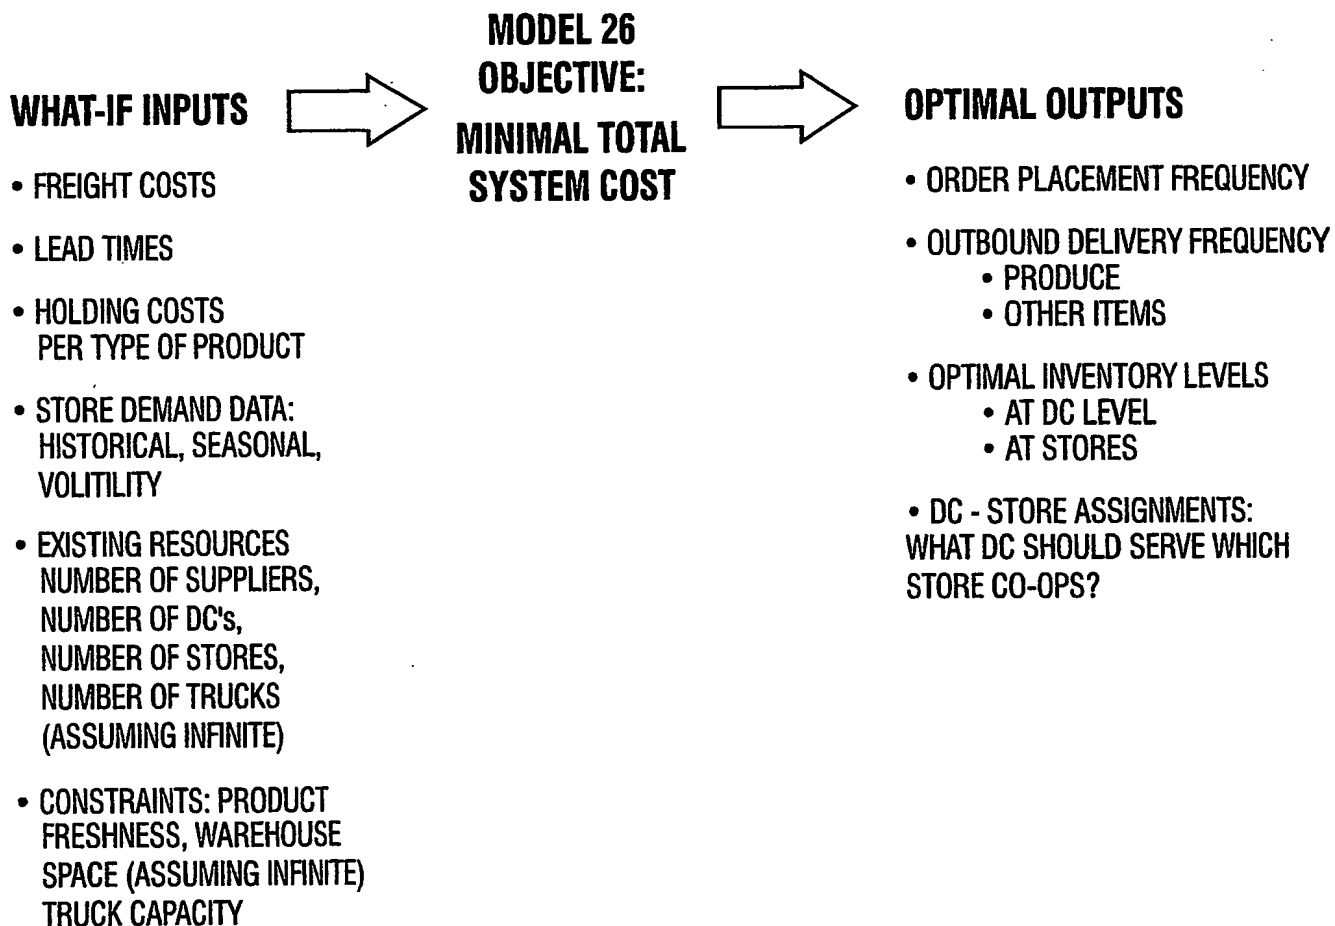 WHAT-IF INPUTS
• FREIGHT COSTS
• LEAD TIMES
• HOLDING COSTS
PER TYPE OF PRODUCT
• STORE DEMAND DATA:
HISTORICAL, SEASONAL,
VOLITILITY
• EXISTING RESOURCES
NUMBER OF SUPPLIERS,
NUMBER OF DC's,
NUMBER OF STORES,
NUMBER OF TRUCKS
(ASSUMING INFINITE)
• CONSTRAINTS: PRODUCT
FRESHNESS, WAREHOUSE
SPACE (ASSUMING INFINITE)
TRUCK CAPACITY
MODEL 26
OBJECTIVE:
MINIMAL TOTAL
SYSTEM COST
OPTIMAL OUTPUTS
• ORDER PLACEMENT FREQUENCY
• OUTBOUND DELIVERY FREQUENCY
• PRODUCE
• OTHER ITEMS
• OPTIMAL INVENTORY LEVELS
• AT DC LEVEL
• AT STORES
• DC - STORE ASSIGNMENTS:
WHAT DC SHOULD SERVE WHICH
STORE CO-OPS?